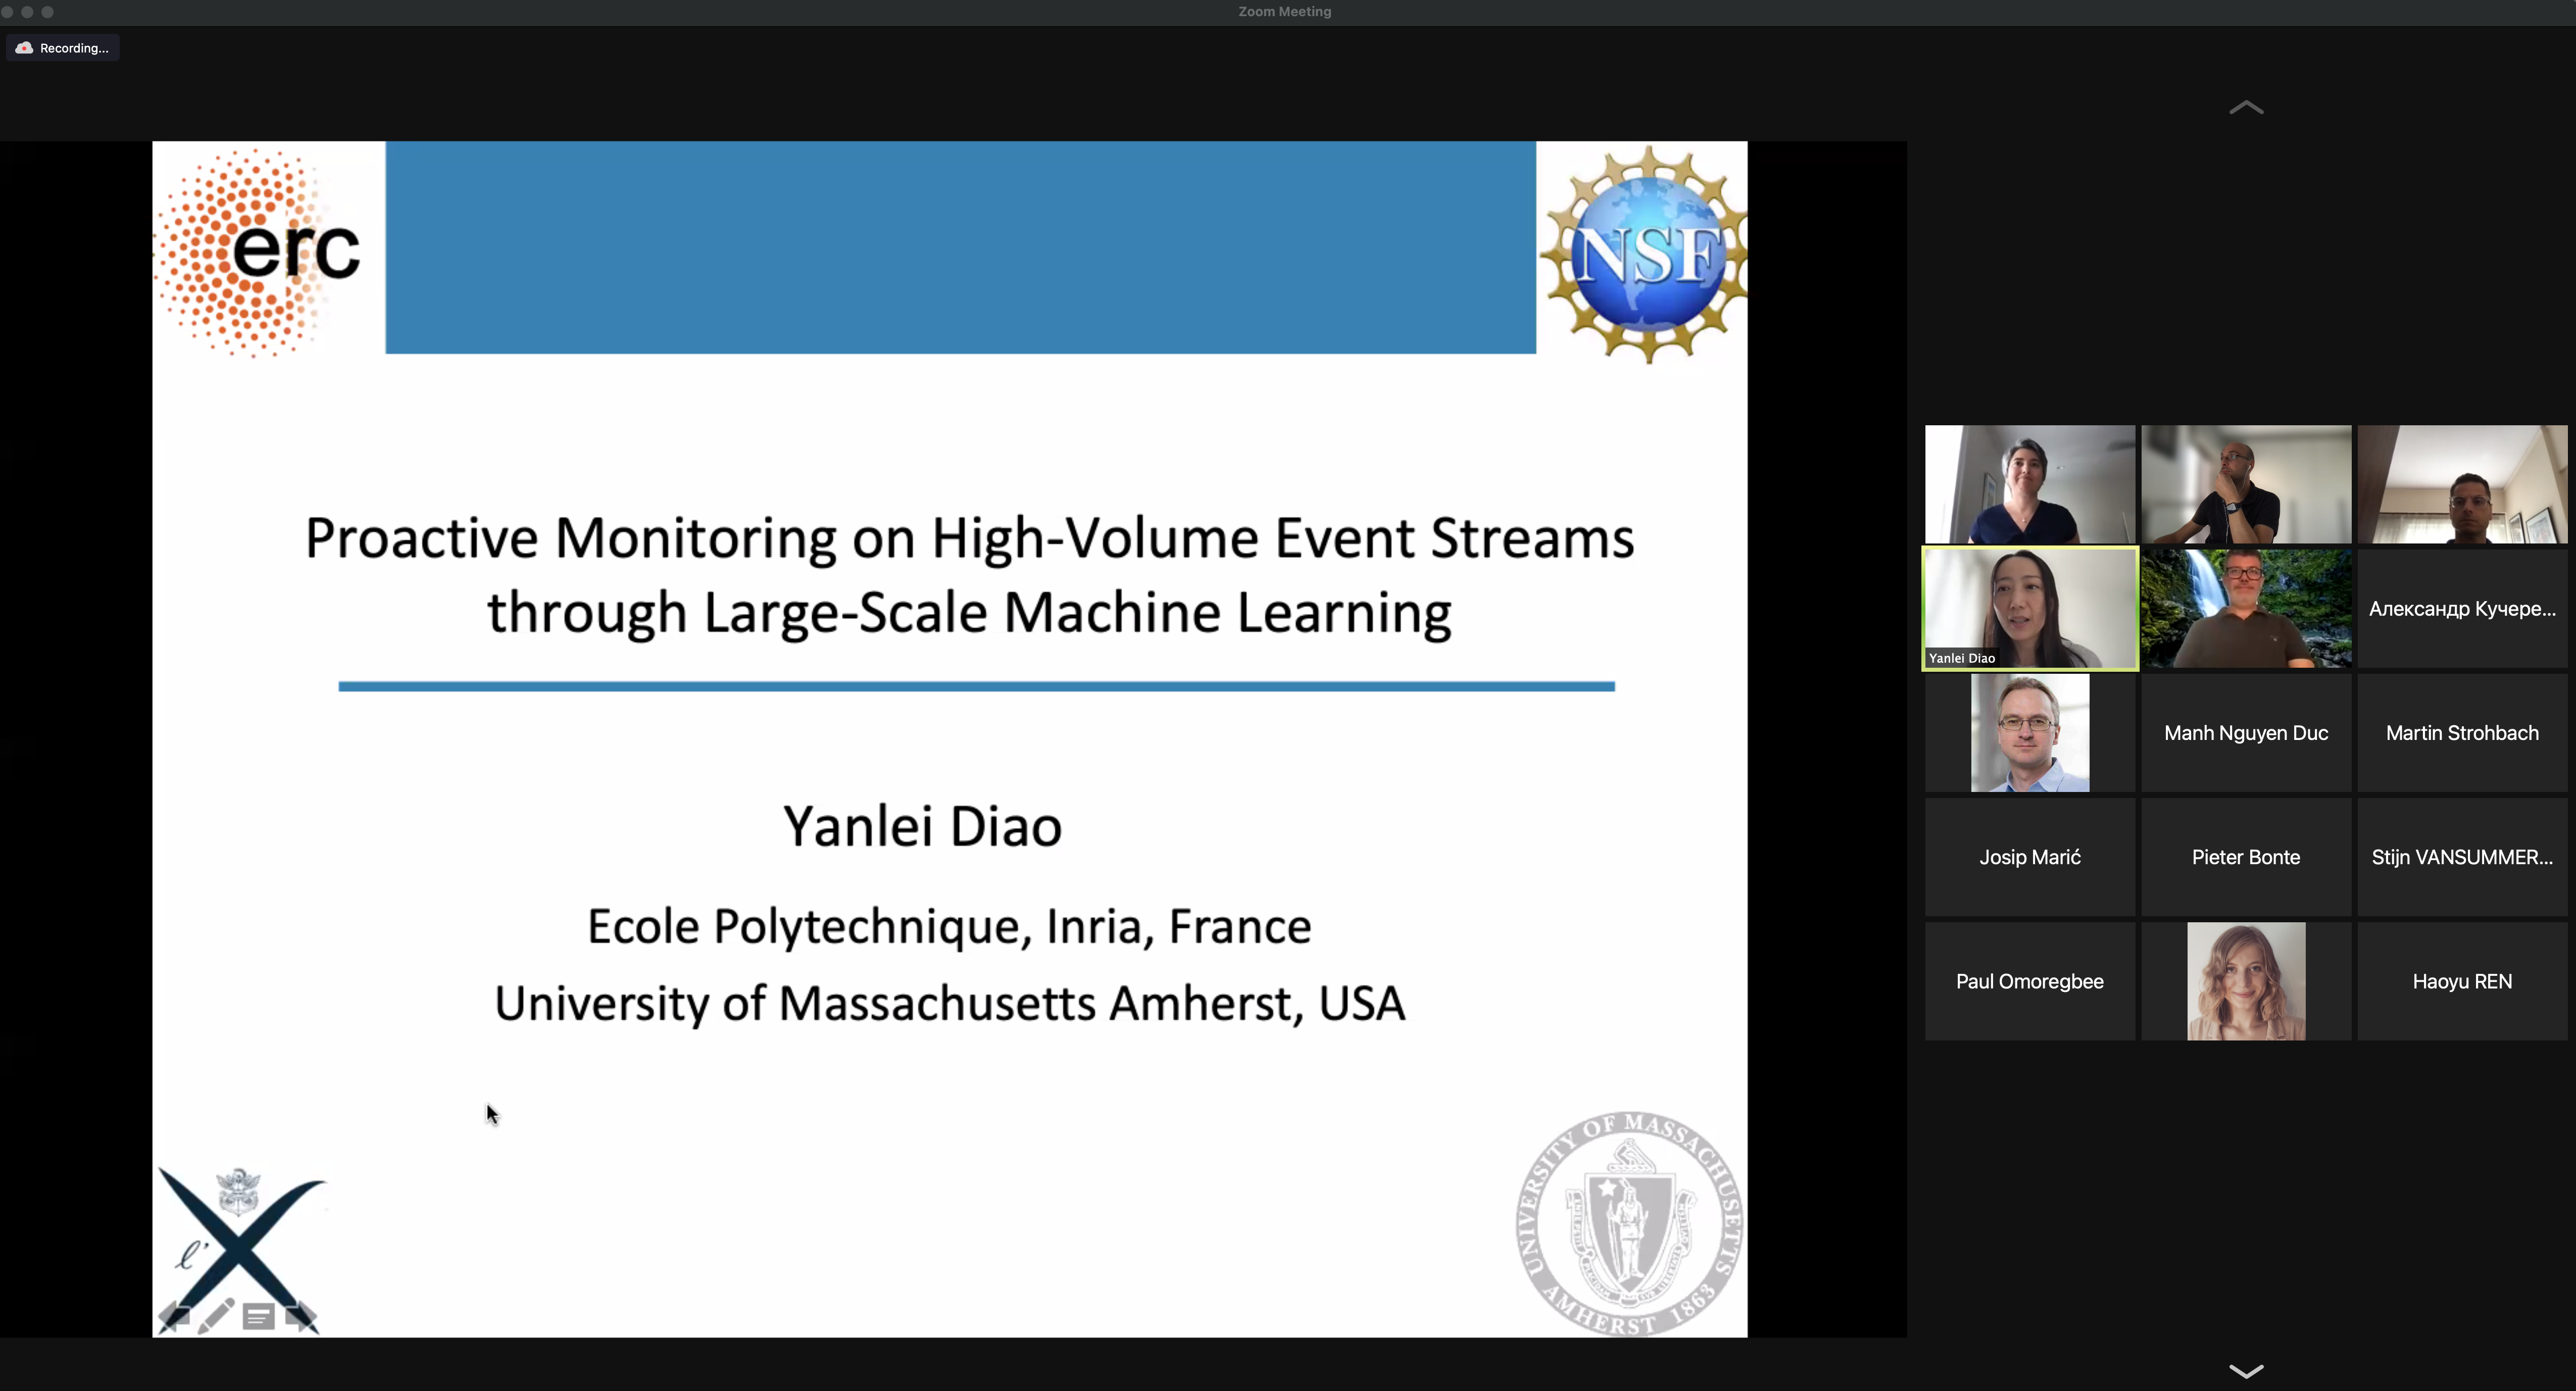 Zoom Meeting
Recording...
erc
NSF
Proactive Monitoring on High-Volume Event Streams
through Large-Scale Machine Learning
Yanlei Diao
Ecole Polytechnique, Inria, France
University of Massachusetts Amherst, USA
l'X
UNIVERSITY OF MASSACHUSETTS AMHERST 1863
Yanlei Diao
Александр Кучере...
Manh Nguyen Duc
Martin Strohbach
Josip Marić
Pieter Bonte
Stijn VANSUMMER...
Paul Omoregbee
Haoyu REN